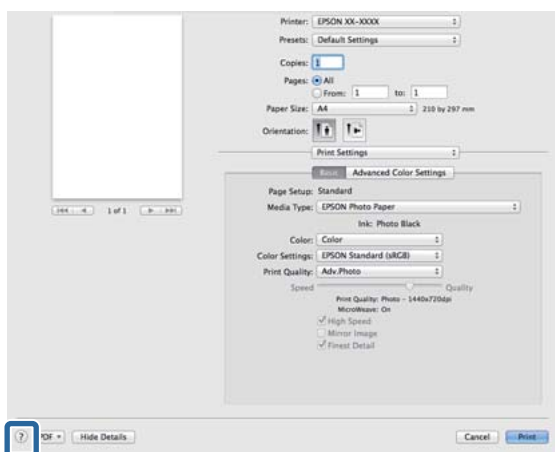 Printer: EPSON XX-XXXX
Presets: Default Settings
Copies: 1
Pages: All
From: 1 to: 1
Paper Size: A4 210 by 297 mm
Orientation:
Print Settings
Basic Advanced Color Settings
Page Setup: Standard
Media Type: EPSON Photo Paper
1 of 1
Ink: Photo Black
Color: Color
Color Settings: EPSON Standard (sRGB)
Print Quality: Adv.Photo
Speed Quality
Print Quality: Photo - 1440x720dpi
MicroWeave: On
High Speed
Mirror Image
Finest Detail
? PDF Hide Details Cancel Print